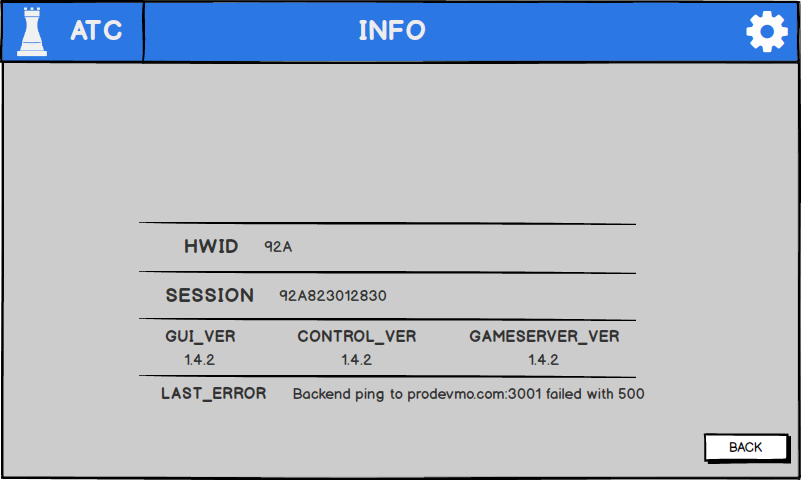 ATC INFO
HWID 92A
SESSION 92A823012830
GUI_VER CONTROL_VER GAMESERVER_VER
1.4.2 1.4.2 1.4.2
LAST_ERROR Backend ping to prodevmo.com:3001 failed with 500
BACK